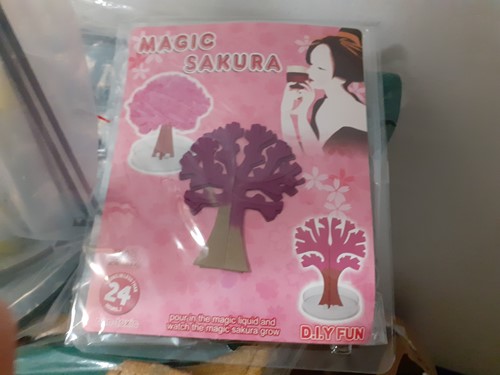 MAGIC
SAKURA
24
pour in the magic liquid and
watch the magic sakura grow
D.I.Y FUN